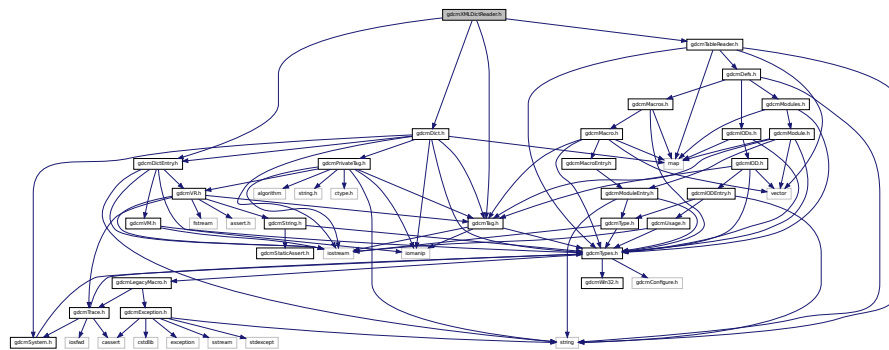 gdcmXMLDictReader.h
gdcmTableReader.h
gdcmDefs.h
gdcmMacros.h
gdcmModules.h
gdcmDict.h
gdcmMacro.h
gdcmIODs.h
gdcmModule.h
gdcmDictEntry.h
gdcmPrivateTag.h
gdcmMacroEntry.h
map
gdcmIOD.h
gdcmVR.h
algorithm
string.h
ctype.h
gdcmModuleEntry.h
gdcmIODEntry.h
vector
gdcmVM.h
fstream
assert.h
gdcmString.h
gdcmTag.h
gdcmType.h
gdcmUsage.h
gdcmStaticAssert.h
iostream
iomanip
gdcmTypes.h
gdcmLegacyMacro.h
gdcmWin32.h
gdcmConfigure.h
gdcmTrace.h
gdcmException.h
gdcmSystem.h
iosfwd
cassert
cstdlib
exception
sstream
stdexcept
string